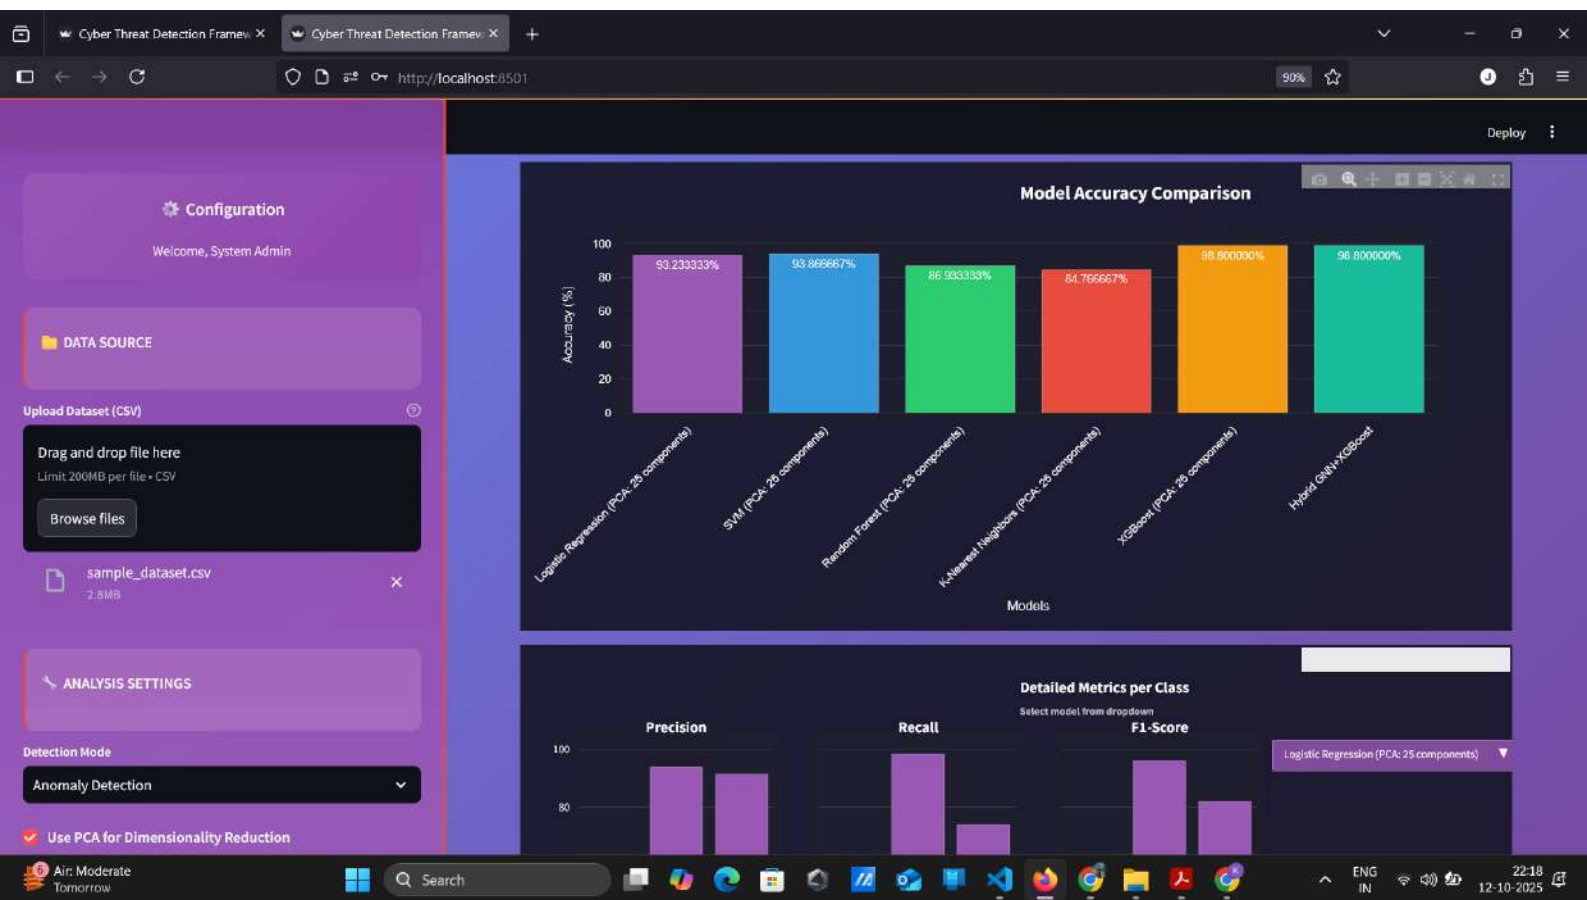 Cyber Threat Detection Framew
Cyber Threat Detection Framew
http://localhost:8501
90%
J
Deploy
Configuration
Welcome, System Admin
DATA SOURCE
Upload Dataset (CSV)
Drag and drop file here
Limit 200MB per file • CSV
Browse files
sample_dataset.csv
2.8MB
ANALYSIS SETTINGS
Detection Mode
Anomaly Detection
Use PCA for Dimensionality Reduction
Model Accuracy Comparison
Accuracy (%)
100
80
60
40
20
0
93.233333%
93.866667%
86.933333%
84.766667%
98.800000%
98.800000%
Logistic Regression (PCA: 25 components)
SVM (PCA: 25 components)
Random Forest (PCA: 25 components)
K-Nearest Neighbors (PCA: 25 components)
XGBoost (PCA: 25 components)
Hybrid GNN+XGBoost
Models
Detailed Metrics per Class
Select model from dropdown
Precision
Recall
F1-Score
100
80
Logistic Regression (PCA: 25 components)
Air: Moderate
Tomorrow
Search
ENG
IN
22:18
12-10-2025